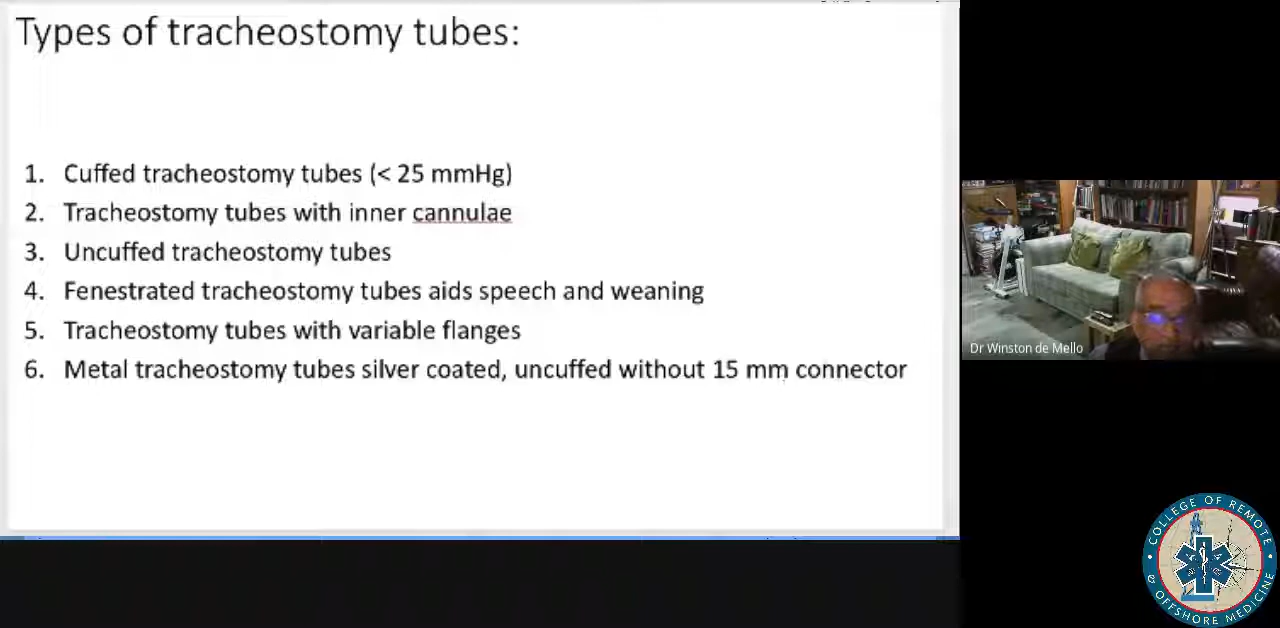 Types of tracheostomy tubes:
1. Cuffed tracheostomy tubes (< 25 mmHg)
2. Tracheostomy tubes with inner cannulae
3. Uncuffed tracheostomy tubes
4. Fenestrated tracheostomy tubes aids speech and weaning
5. Tracheostomy tubes with variable flanges
6. Metal tracheostomy tubes silver coated, uncuffed without 15 mm connector
Dr Winston de Mello
COLLEGE OF REMOTE
& OFFSHORE MEDICINE